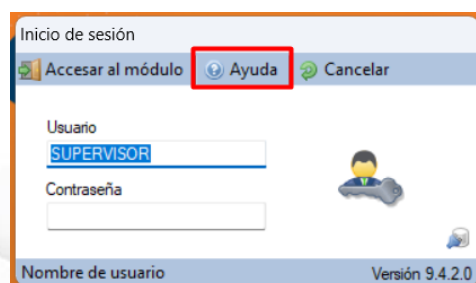 Inicio de sesión
Accesar al módulo Ayuda Cancelar
Usuario
SUPERVISOR
Contraseña
Nombre de usuario Versión 9.4.2.0